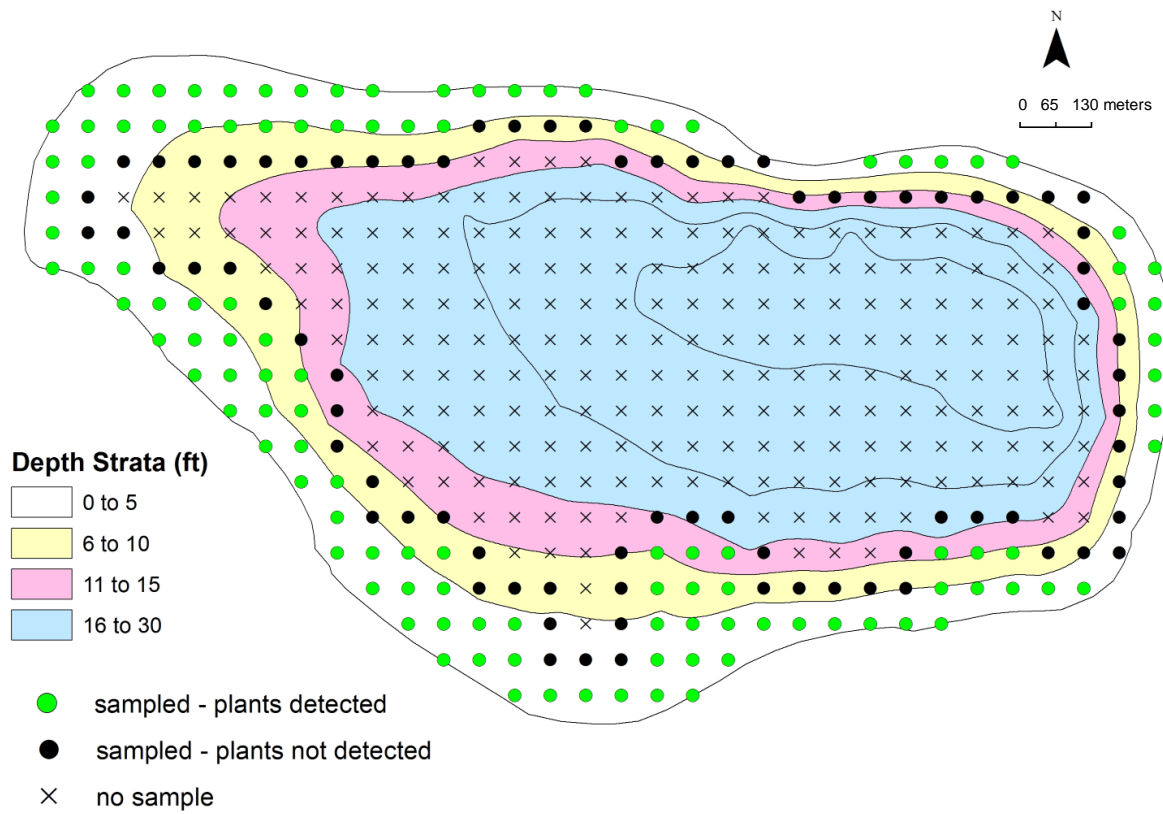 N
0 65 130 meters
Depth Strata (ft)
0 to 5
6 to 10
11 to 15
16 to 30
sampled - plants detected
sampled - plants not detected
no sample